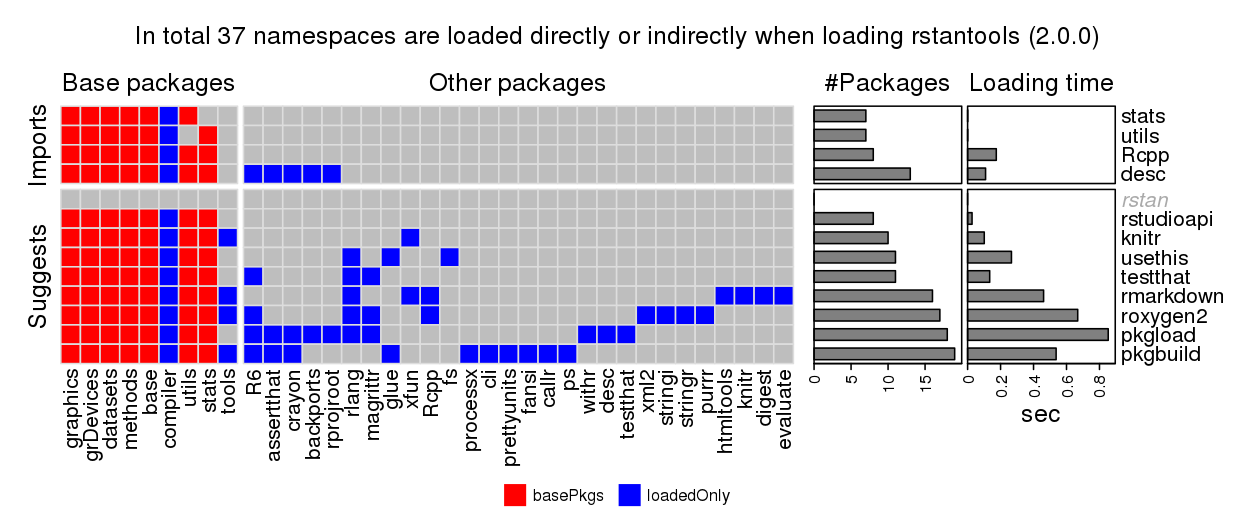 In total 37 namespaces are loaded directly or indirectly when loading rstantools (2.0.0)
Base packages
Other packages
#Packages
Loading time
Imports
Suggests
stats
utils
Rcpp
desc
rstan
rstudioapi
knitr
usethis
testthat
rmarkdown
roxygen2
pkgload
pkgbuild
graphics
grDevices
datasets
methods
base
compiler
utils
stats
tools
R6
assertthat
crayon
backports
rprojroot
rlang
magrittr
glue
xfun
Rcpp
fs
processx
cli
prettyunits
fansi
callr
ps
withr
desc
testthat
xml2
stringi
stringr
purrr
htmltools
knitr
digest
evaluate
0
5
10
15
0
0.2
0.4
0.6
0.8
sec
basePkgs
loadedOnly